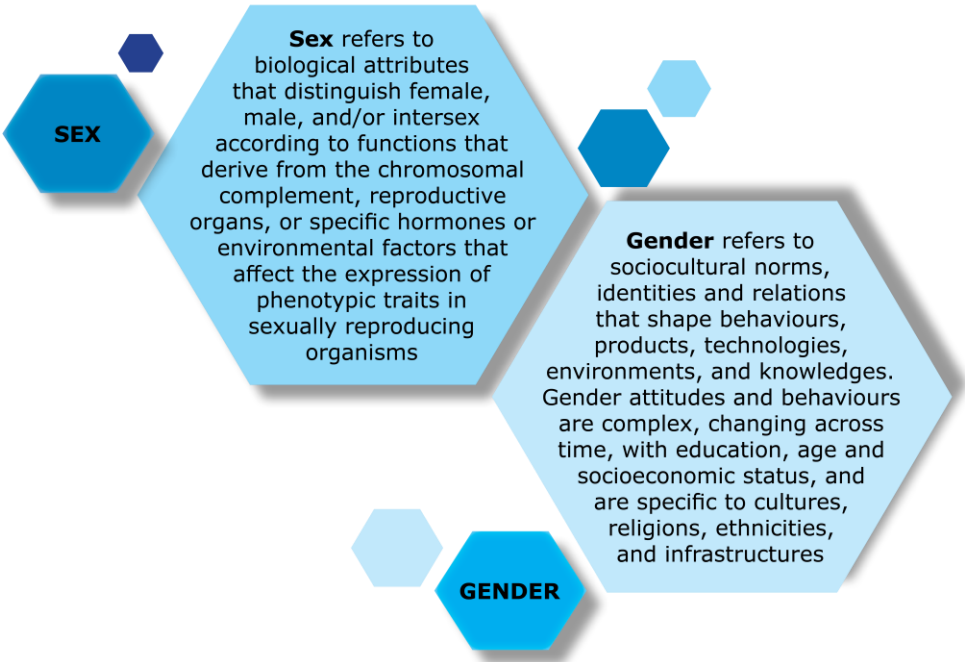 SEX
Sex refers to
biological attributes
that distinguish female,
male, and/or intersex
according to functions that
derive from the chromosomal
complement, reproductive
organs, or specific hormones or
environmental factors that
affect the expression of
phenotypic traits in
sexually reproducing
organisms
Gender refers to
sociocultural norms,
identities and relations
that shape behaviours,
products, technologies,
environments, and knowledges.
Gender attitudes and behaviours
are complex, changing across
time, with education, age and
socioeconomic status, and
are specific to cultures,
religions, ethnicities,
and infrastructures
GENDER